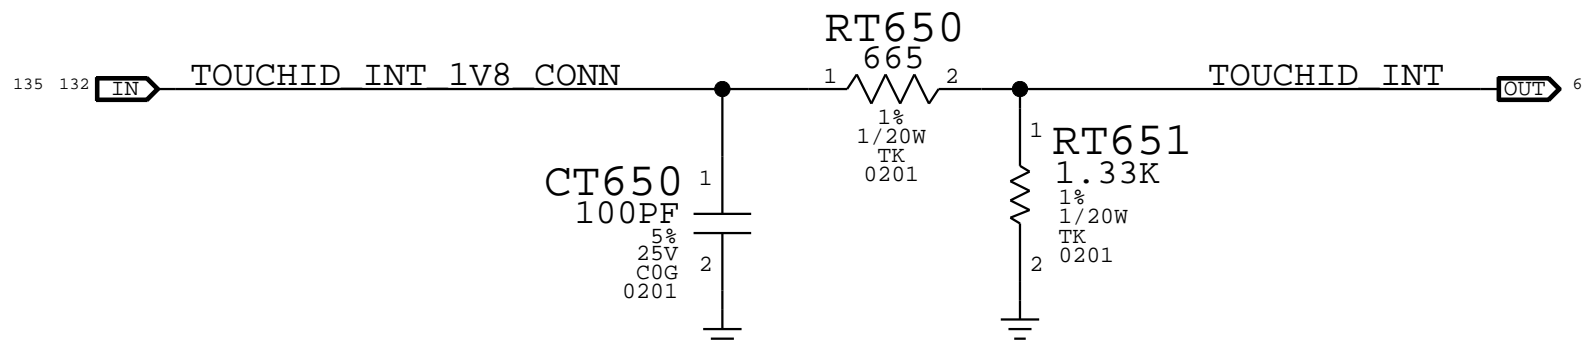 RT650
665
135 132 IN TOUCHID_INT_1V8_CONN 1 2 TOUCHID_INT OUT 6
1%
1/20W
TK
0201
1 RT651
1.33K
1%
1/20W
TK
0201
2
CT650 1
100PF
5%
25V
C0G
0201
2